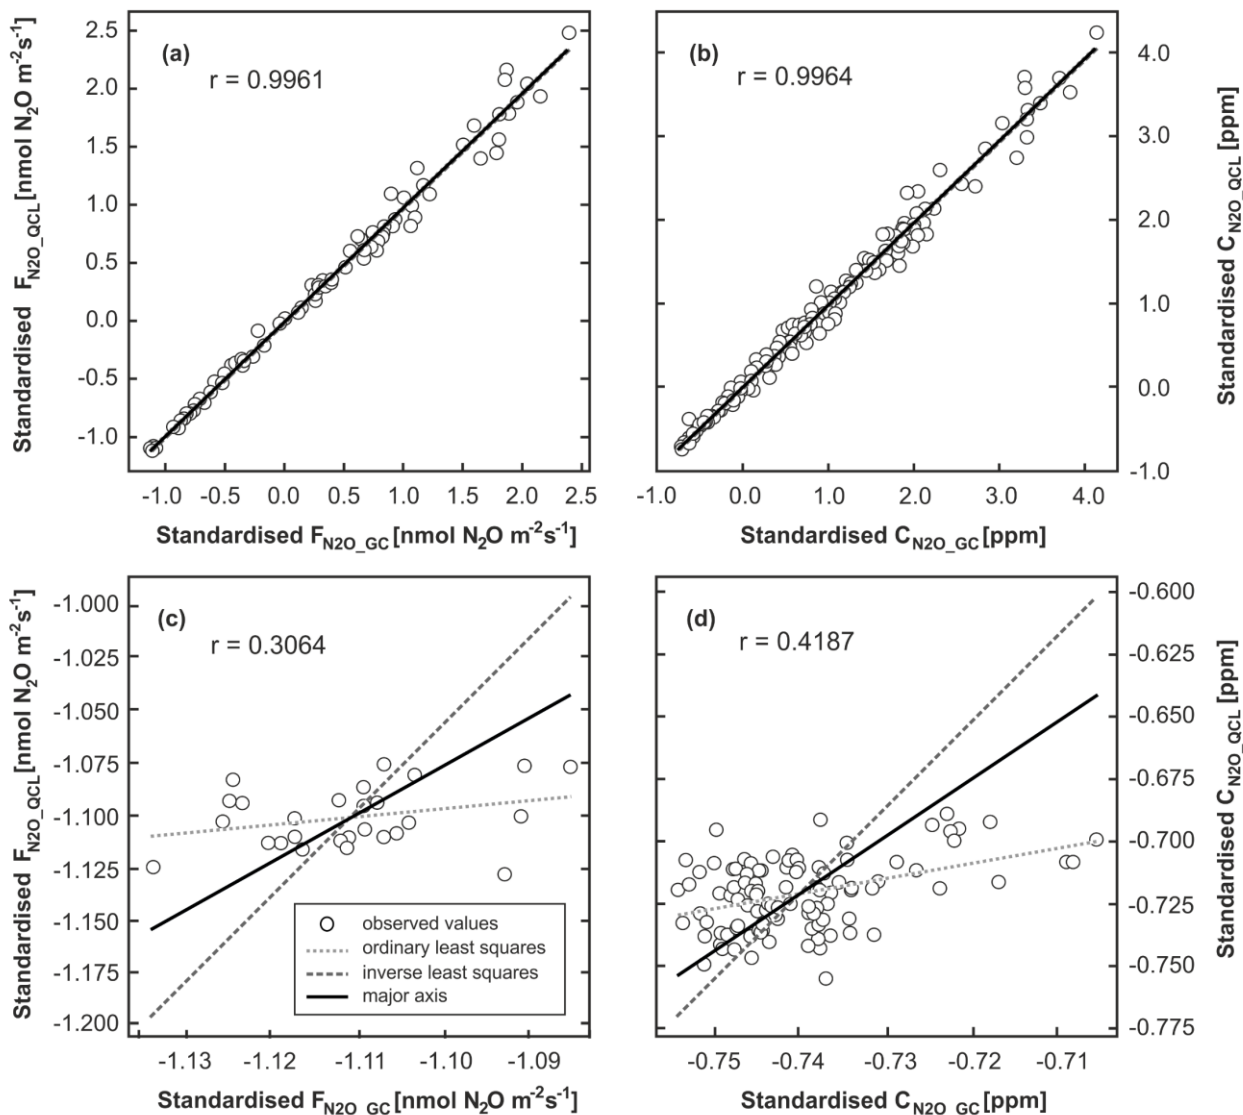 (a)
r = 0.9961
2.5
2.0
1.5
1.0
0.5
0.0
-0.5
-1.0
Standardised F_N2O_QCL [nmol N₂O m⁻²s⁻¹]
-1.0 -0.5 0.0 0.5 1.0 1.5 2.0 2.5
Standardised F_N2O_GC [nmol N₂O m⁻²s⁻¹]
(b)
r = 0.9964
4.0
3.0
2.0
1.0
0.0
-1.0
Standardised C_N2O_QCL [ppm]
-1.0 0.0 1.0 2.0 3.0 4.0
Standardised C_N2O_GC [ppm]
(c)
r = 0.3064
-1.000
-1.025
-1.050
-1.075
-1.100
-1.125
-1.150
-1.175
-1.200
Standardised F_N2O_QCL [nmol N₂O m⁻²s⁻¹]
observed values
ordinary least squares
inverse least squares
major axis
-1.13 -1.12 -1.11 -1.10 -1.09
Standardised F_N2O_GC [nmol N₂O m⁻²s⁻¹]
(d)
r = 0.4187
-0.600
-0.625
-0.650
-0.675
-0.700
-0.725
-0.750
-0.775
Standardised C_N2O_QCL [ppm]
-0.75 -0.74 -0.73 -0.72 -0.71
Standardised C_N2O_GC [ppm]